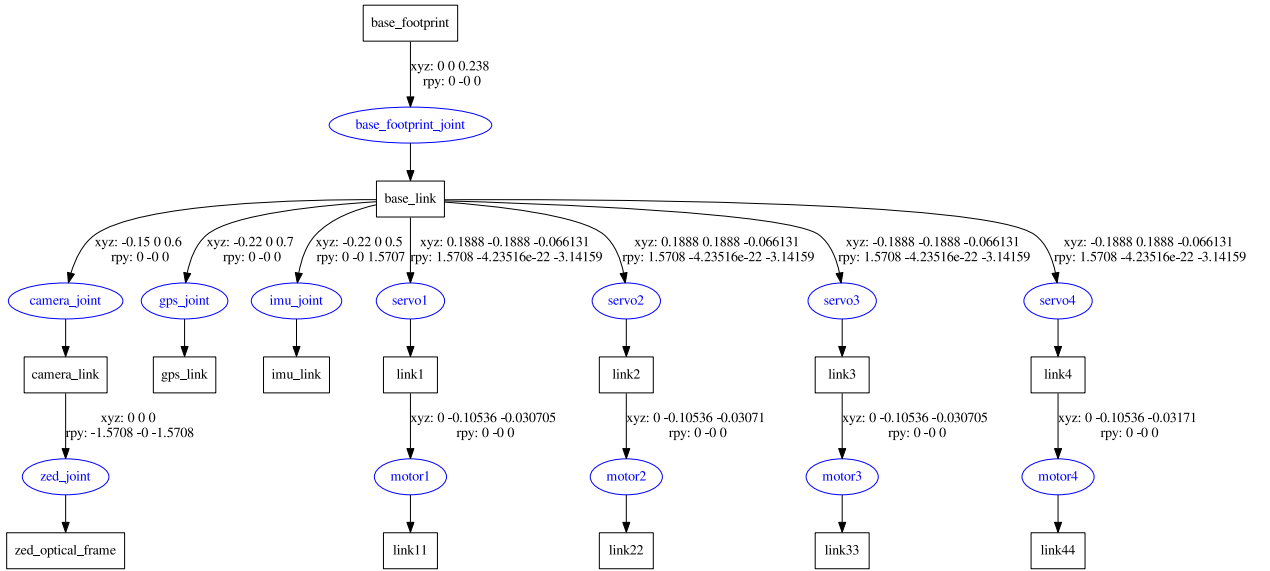 base_footprint
xyz: 0 0 0.238
rpy: 0 -0 0
base_footprint_joint
base_link
xyz: -0.15 0 0.6
rpy: 0 -0 0
xyz: -0.22 0 0.7
rpy: 0 -0 0
xyz: -0.22 0 0.5
rpy: 0 -0 1.5707
xyz: 0.1888 -0.1888 -0.066131
rpy: 1.5708 -4.23516e-22 -3.14159
xyz: 0.1888 0.1888 -0.066131
rpy: 1.5708 -4.23516e-22 -3.14159
xyz: -0.1888 -0.1888 -0.066131
rpy: 1.5708 -4.23516e-22 -3.14159
xyz: -0.1888 0.1888 -0.066131
rpy: 1.5708 -4.23516e-22 -3.14159
camera_joint
gps_joint
imu_joint
servo1
servo2
servo3
servo4
camera_link
gps_link
imu_link
link1
link2
link3
link4
xyz: 0 0 0
rpy: -1.5708 -0 -1.5708
xyz: 0 -0.10536 -0.030705
rpy: 0 -0 0
xyz: 0 -0.10536 -0.03071
rpy: 0 -0 0
xyz: 0 -0.10536 -0.030705
rpy: 0 -0 0
xyz: 0 -0.10536 -0.03171
rpy: 0 -0 0
zed_joint
motor1
motor2
motor3
motor4
zed_optical_frame
link11
link22
link33
link44